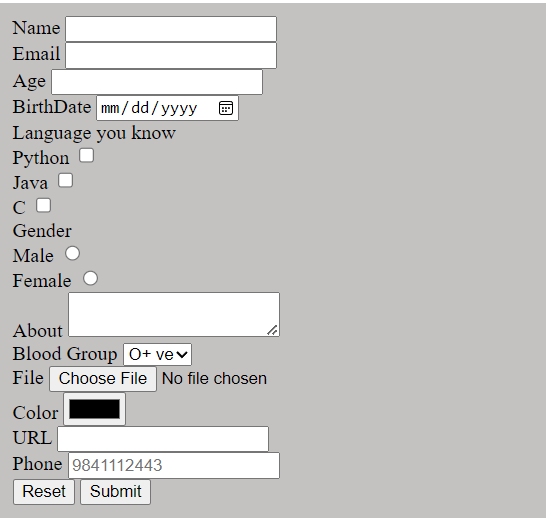 Name
Email
Age
BirthDate mm/dd/yyyy
Language you know
Python
Java
C
Gender
Male
Female
About
Blood Group O+ ve
File Choose File No file chosen
Color
URL
Phone 9841112443
Reset Submit